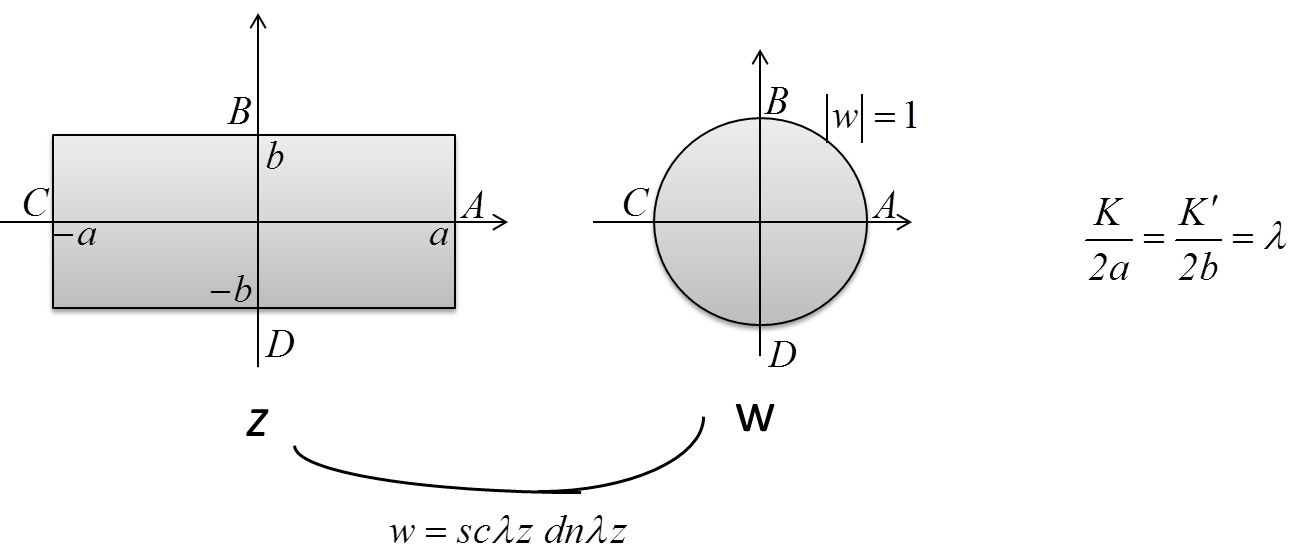 B
b
C
A
-a
a
-b
D
z
B
|w| = 1
C
A
D
w
K/2a = K'/2b = λ
w = scλz dnλz